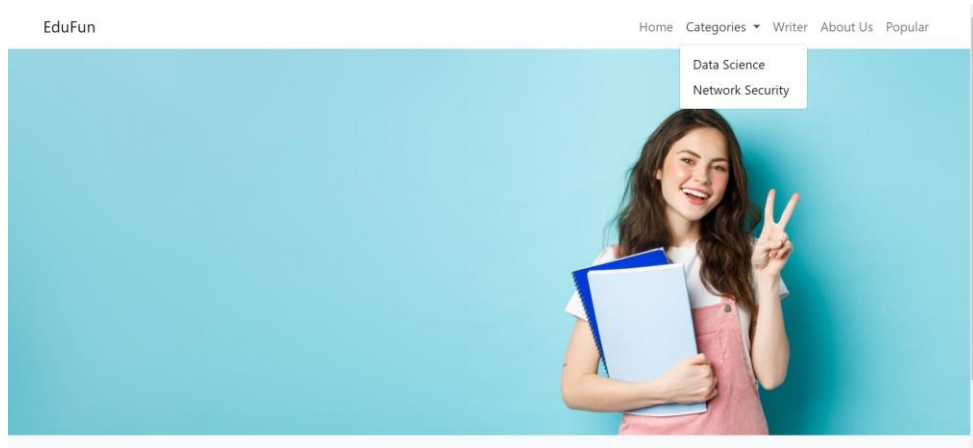 EduFun
Home Categories Writer About Us Popular
Data Science
Network Security